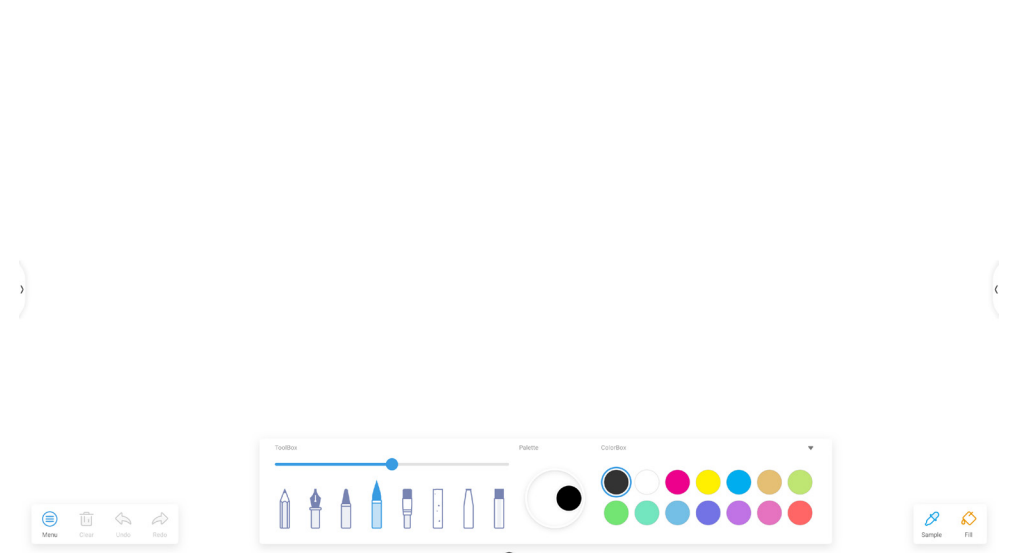 ToolBox
Palette
ColorBox
Menu
Clear
Undo
Redo
Sample
Fill